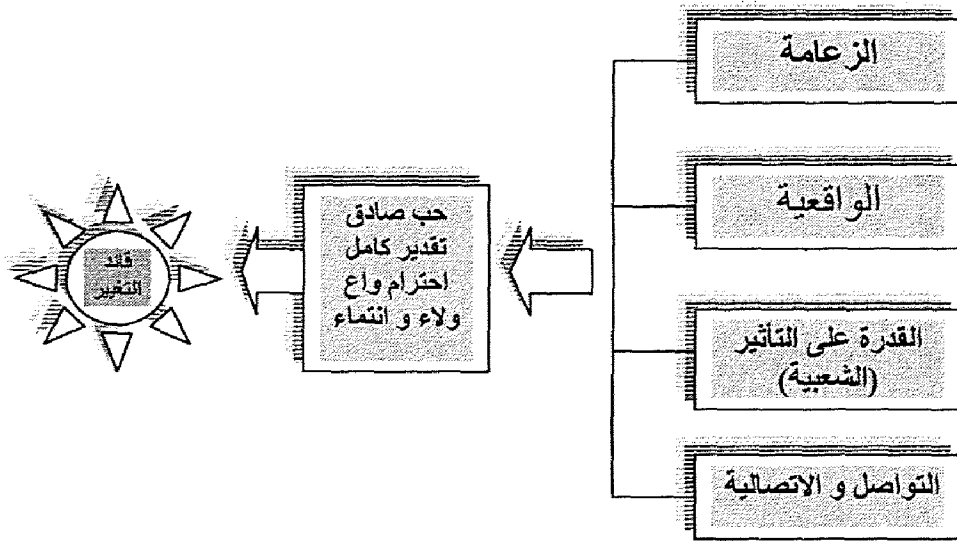 الزعامة
الواقعية
القدرة على التأثير
(الشعبية)
التواصل و الاتصالية
حب صادق
تقدير كامل
احترام واع
ولاء و انتماء
قائد
التغيير